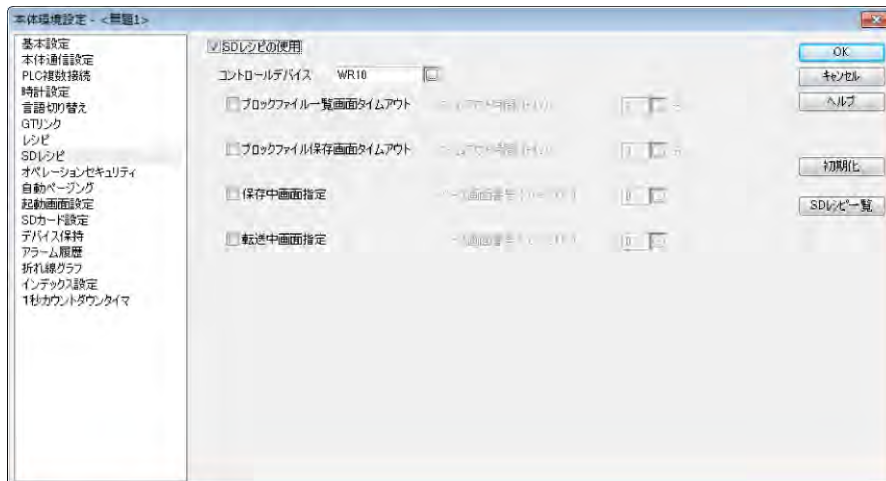 本体環境設定 - <無題1>
基本設定
本体通信設定
PLC複数接続
時計設定
言語切り替え
GTリンク
レシピ
SDレシピ
オペレーションセキュリティ
自動ページング
起動画面設定
SDカード設定
デバイス保持
アラーム履歴
折れ線グラフ
インデックス設定
1秒カウントダウンタイマ
SDレシピの使用
コントロールデバイス WR10
ブロックファイル一覧画面タイムアウト
ブロックファイル保存画面タイムアウト
保存中画面指定 0
転送中画面指定 0
OK
キャンセル
ヘルプ
初期化
SDレシピ一覧